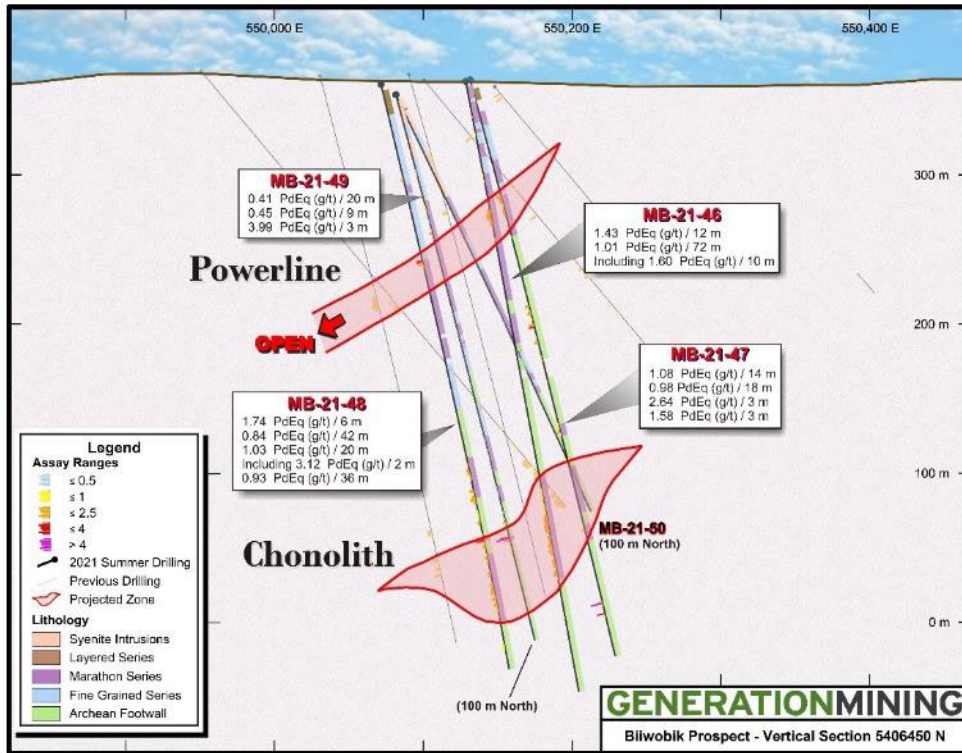 550,000 E
550,200 E
550,400 E
300 m
200 m
100 m
0 m
MB-21-49
0.41 PdEq (g/t) / 20 m
0.45 PdEq (g/t) / 9 m
3.99 PdEq (g/t) / 3 m
MB-21-46
1.43 PdEq (g/t) / 12 m
1.01 PdEq (g/t) / 72 m
Including 1.60 PdEq (g/t) / 10 m
Powerline
OPEN
MB-21-47
1.08 PdEq (g/t) / 14 m
0.98 PdEq (g/t) / 18 m
2.64 PdEq (g/t) / 3 m
1.58 PdEq (g/t) / 3 m
MB-21-48
1.74 PdEq (g/t) / 6 m
0.84 PdEq (g/t) / 42 m
1.03 PdEq (g/t) / 20 m
Including 3.12 PdEq (g/t) / 2 m
0.93 PdEq (g/t) / 36 m
Chonolith
MB-21-50
(100 m North)
(100 m North)
Legend
Assay Ranges
≤ 0.5
≤ 1
≤ 2.5
≤ 4
> 4
2021 Summer Drilling
Previous Drilling
Projected Zone
Lithology
Syenite Intrusions
Layered Series
Marathon Series
Fine Grained Series
Archean Footwall
GENERATIONMINING
Biiwobik Prospect - Vertical Section 5406450 N